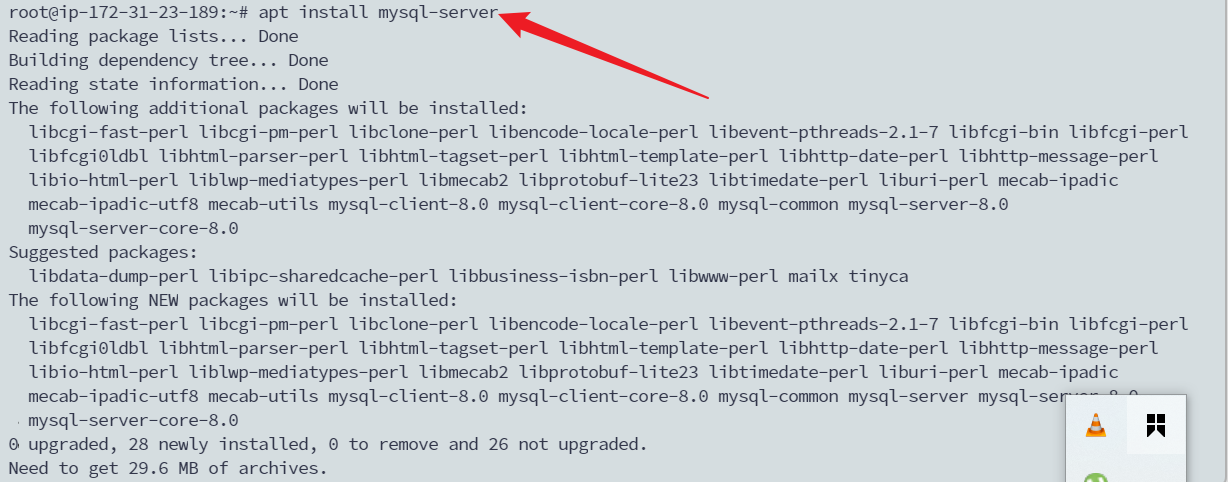 root@ip-172-31-23-189:~# apt install mysql-server
Reading package lists... Done
Building dependency tree... Done
Reading state information... Done
The following additional packages will be installed:
  libcgi-fast-perl libcgi-pm-perl libclone-perl libencode-locale-perl libevent-pthreads-2.1-7 libfcgi-bin libfcgi-perl
  libfcgi0ldbl libhtml-parser-perl libhtml-tagset-perl libhtml-template-perl libhttp-date-perl libhttp-message-perl
  libio-html-perl liblwp-mediatypes-perl libmecab2 libprotobuf-lite23 libtimedate-perl liburi-perl mecab-ipadic
  mecab-ipadic-utf8 mecab-utils mysql-client-8.0 mysql-client-core-8.0 mysql-common mysql-server-8.0
  mysql-server-core-8.0
Suggested packages:
  libdata-dump-perl libipc-sharedcache-perl libbusiness-isbn-perl libwww-perl mailx tinyca
The following NEW packages will be installed:
  libcgi-fast-perl libcgi-pm-perl libclone-perl libencode-locale-perl libevent-pthreads-2.1-7 libfcgi-bin libfcgi-perl
  libfcgi0ldbl libhtml-parser-perl libhtml-tagset-perl libhtml-template-perl libhttp-date-perl libhttp-message-perl
  libio-html-perl liblwp-mediatypes-perl libmecab2 libprotobuf-lite23 libtimedate-perl liburi-perl mecab-ipadic
  mecab-ipadic-utf8 mecab-utils mysql-client-8.0 mysql-client-core-8.0 mysql-common mysql-server mysql-server-8.0
  mysql-server-core-8.0
0 upgraded, 28 newly installed, 0 to remove and 26 not upgraded.
Need to get 29.6 MB of archives.